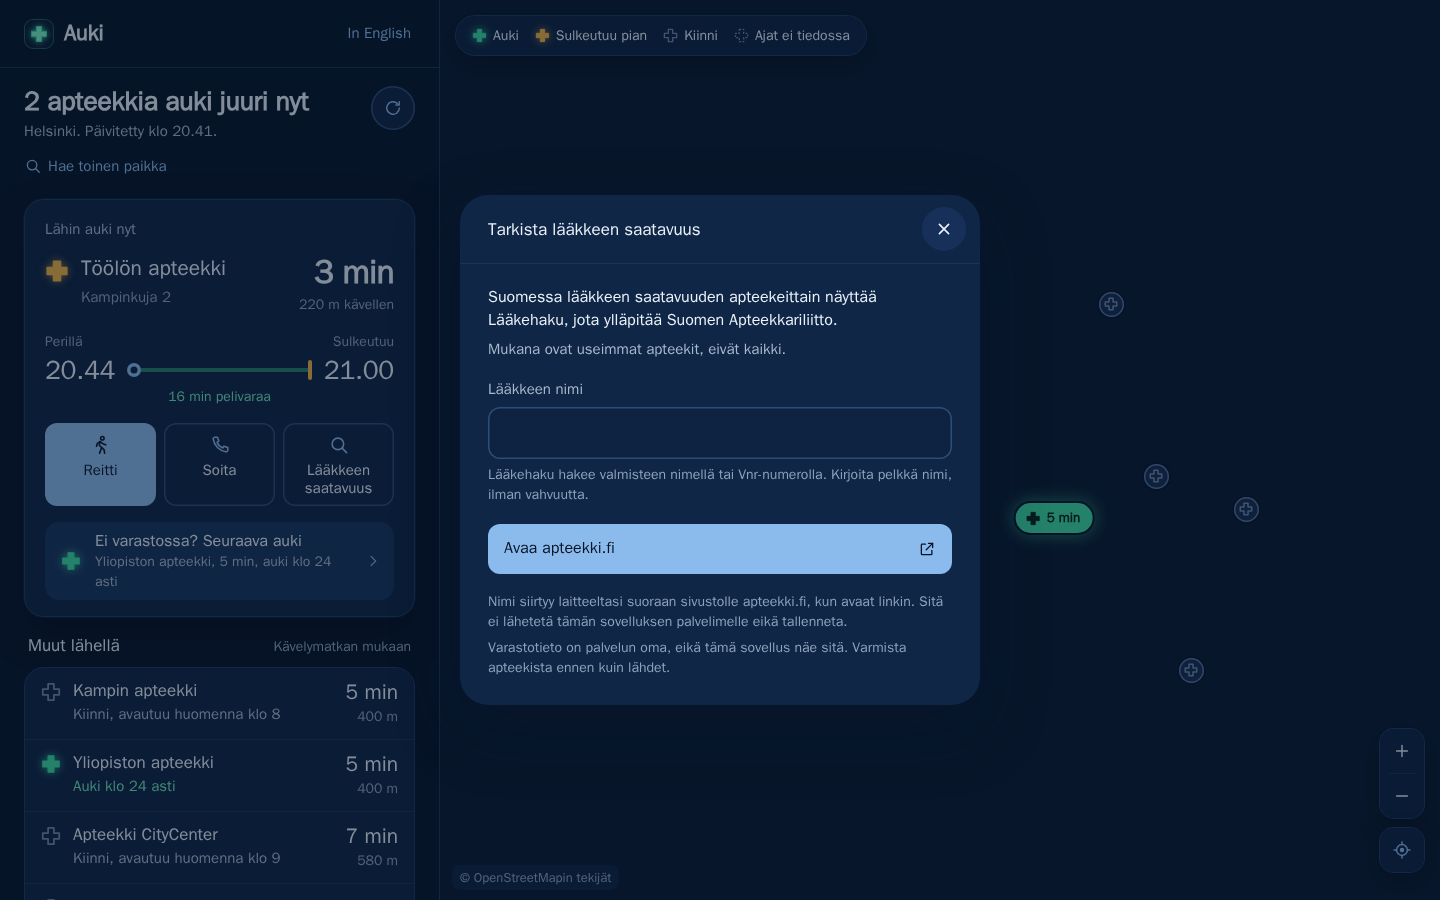 Auki
In English
2 apteekkia auki juuri nyt
Helsinki. Päivitetty klo 20.41.
Hae toinen paikka
Lähin auki nyt
Töölön apteekki
3 min
Kampinkuja 2
220 m kävellen
Perillä
Sulkeutuu
20.44
21.00
16 min pelivaraa
Reitti
Soita
Lääkkeen
saatavuus
Ei varastossa? Seuraava auki
Yliopiston apteekki, 5 min, auki klo 24
asti
Muut lähellä
Kävelymatkan mukaan
Kampin apteekki
5 min
Kiinni, avautuu huomenna klo 8
400 m
Yliopiston apteekki
5 min
Auki klo 24 asti
400 m
Apteekki CityCenter
7 min
Kiinni, avautuu huomenna klo 9
580 m
Auki
Sulkeutuu pian
Kiinni
Ajat ei tiedossa
Tarkista lääkkeen saatavuus
Suomessa lääkkeen saatavuuden apteekeittain näyttää
Lääkehaku, jota ylläpitää Suomen Apteekkariliitto.
Mukana ovat useimmat apteekit, eivät kaikki.
Lääkkeen nimi
Lääkehaku hakee valmisteen nimellä tai Vnr-numerolla. Kirjoita pelkkä nimi,
ilman vahvuutta.
Avaa apteekki.fi
Nimi siirtyy laitteeltasi suoraan sivustolle apteekki.fi, kun avaat linkin. Sitä
ei lähetetä tämän sovelluksen palvelimelle eikä tallenneta.
Varastotieto on palvelun oma, eikä tämä sovellus näe sitä. Varmista
apteekista ennen kuin lähdet.
5 min
© OpenStreetMapin tekijät